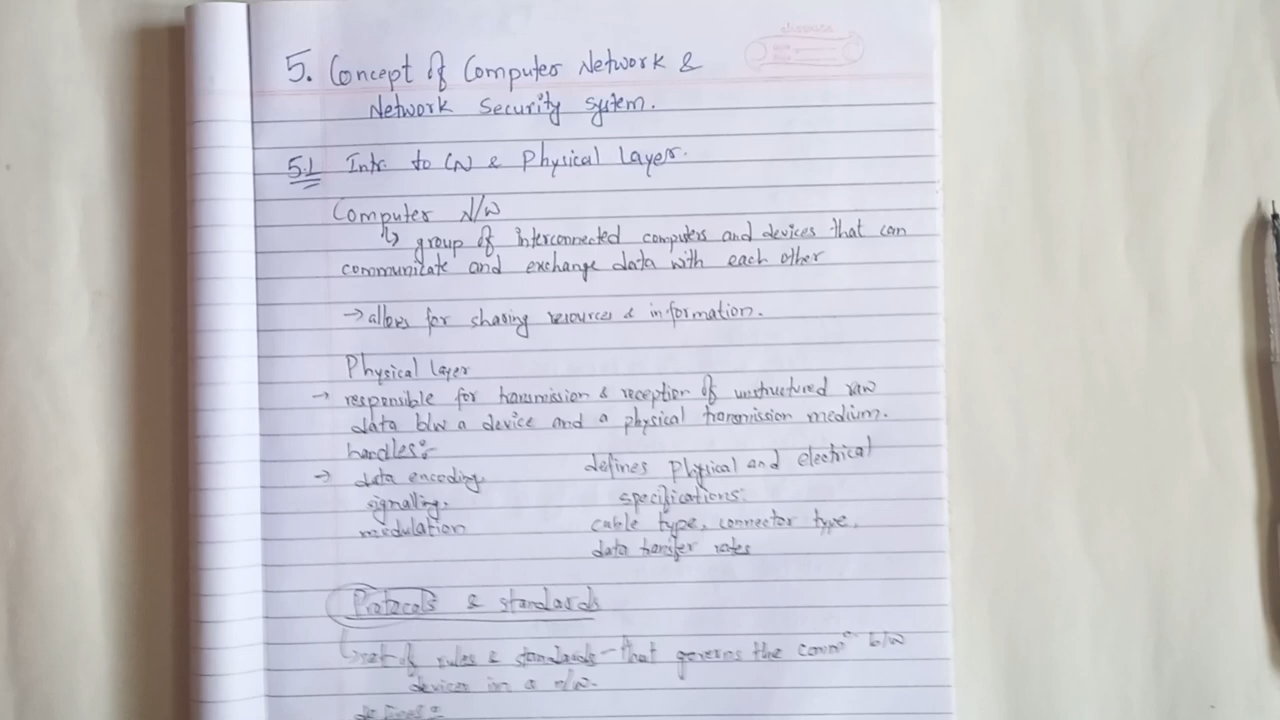 5. Concept of Computer Network &
Network Security System.
5.1 Intr. to CN & Physical Layer.
Computer N/W
↳ group of interconnected computers and devices that can
communicate and exchange data with each other
→ allows for sharing resources & information.
Physical layer
→ responsible for transmission & reception of unstructured raw
data b/w a device and a physical transmission medium.
handles:-
→ data encoding,
signalling,
modulation
defines physical and electrical
specifications:
cable type, connector type,
data transfer rates
Protocols & standards
↳ set of rules & standards that governs the commⁿ b/w
devices in a n/w.
defines: